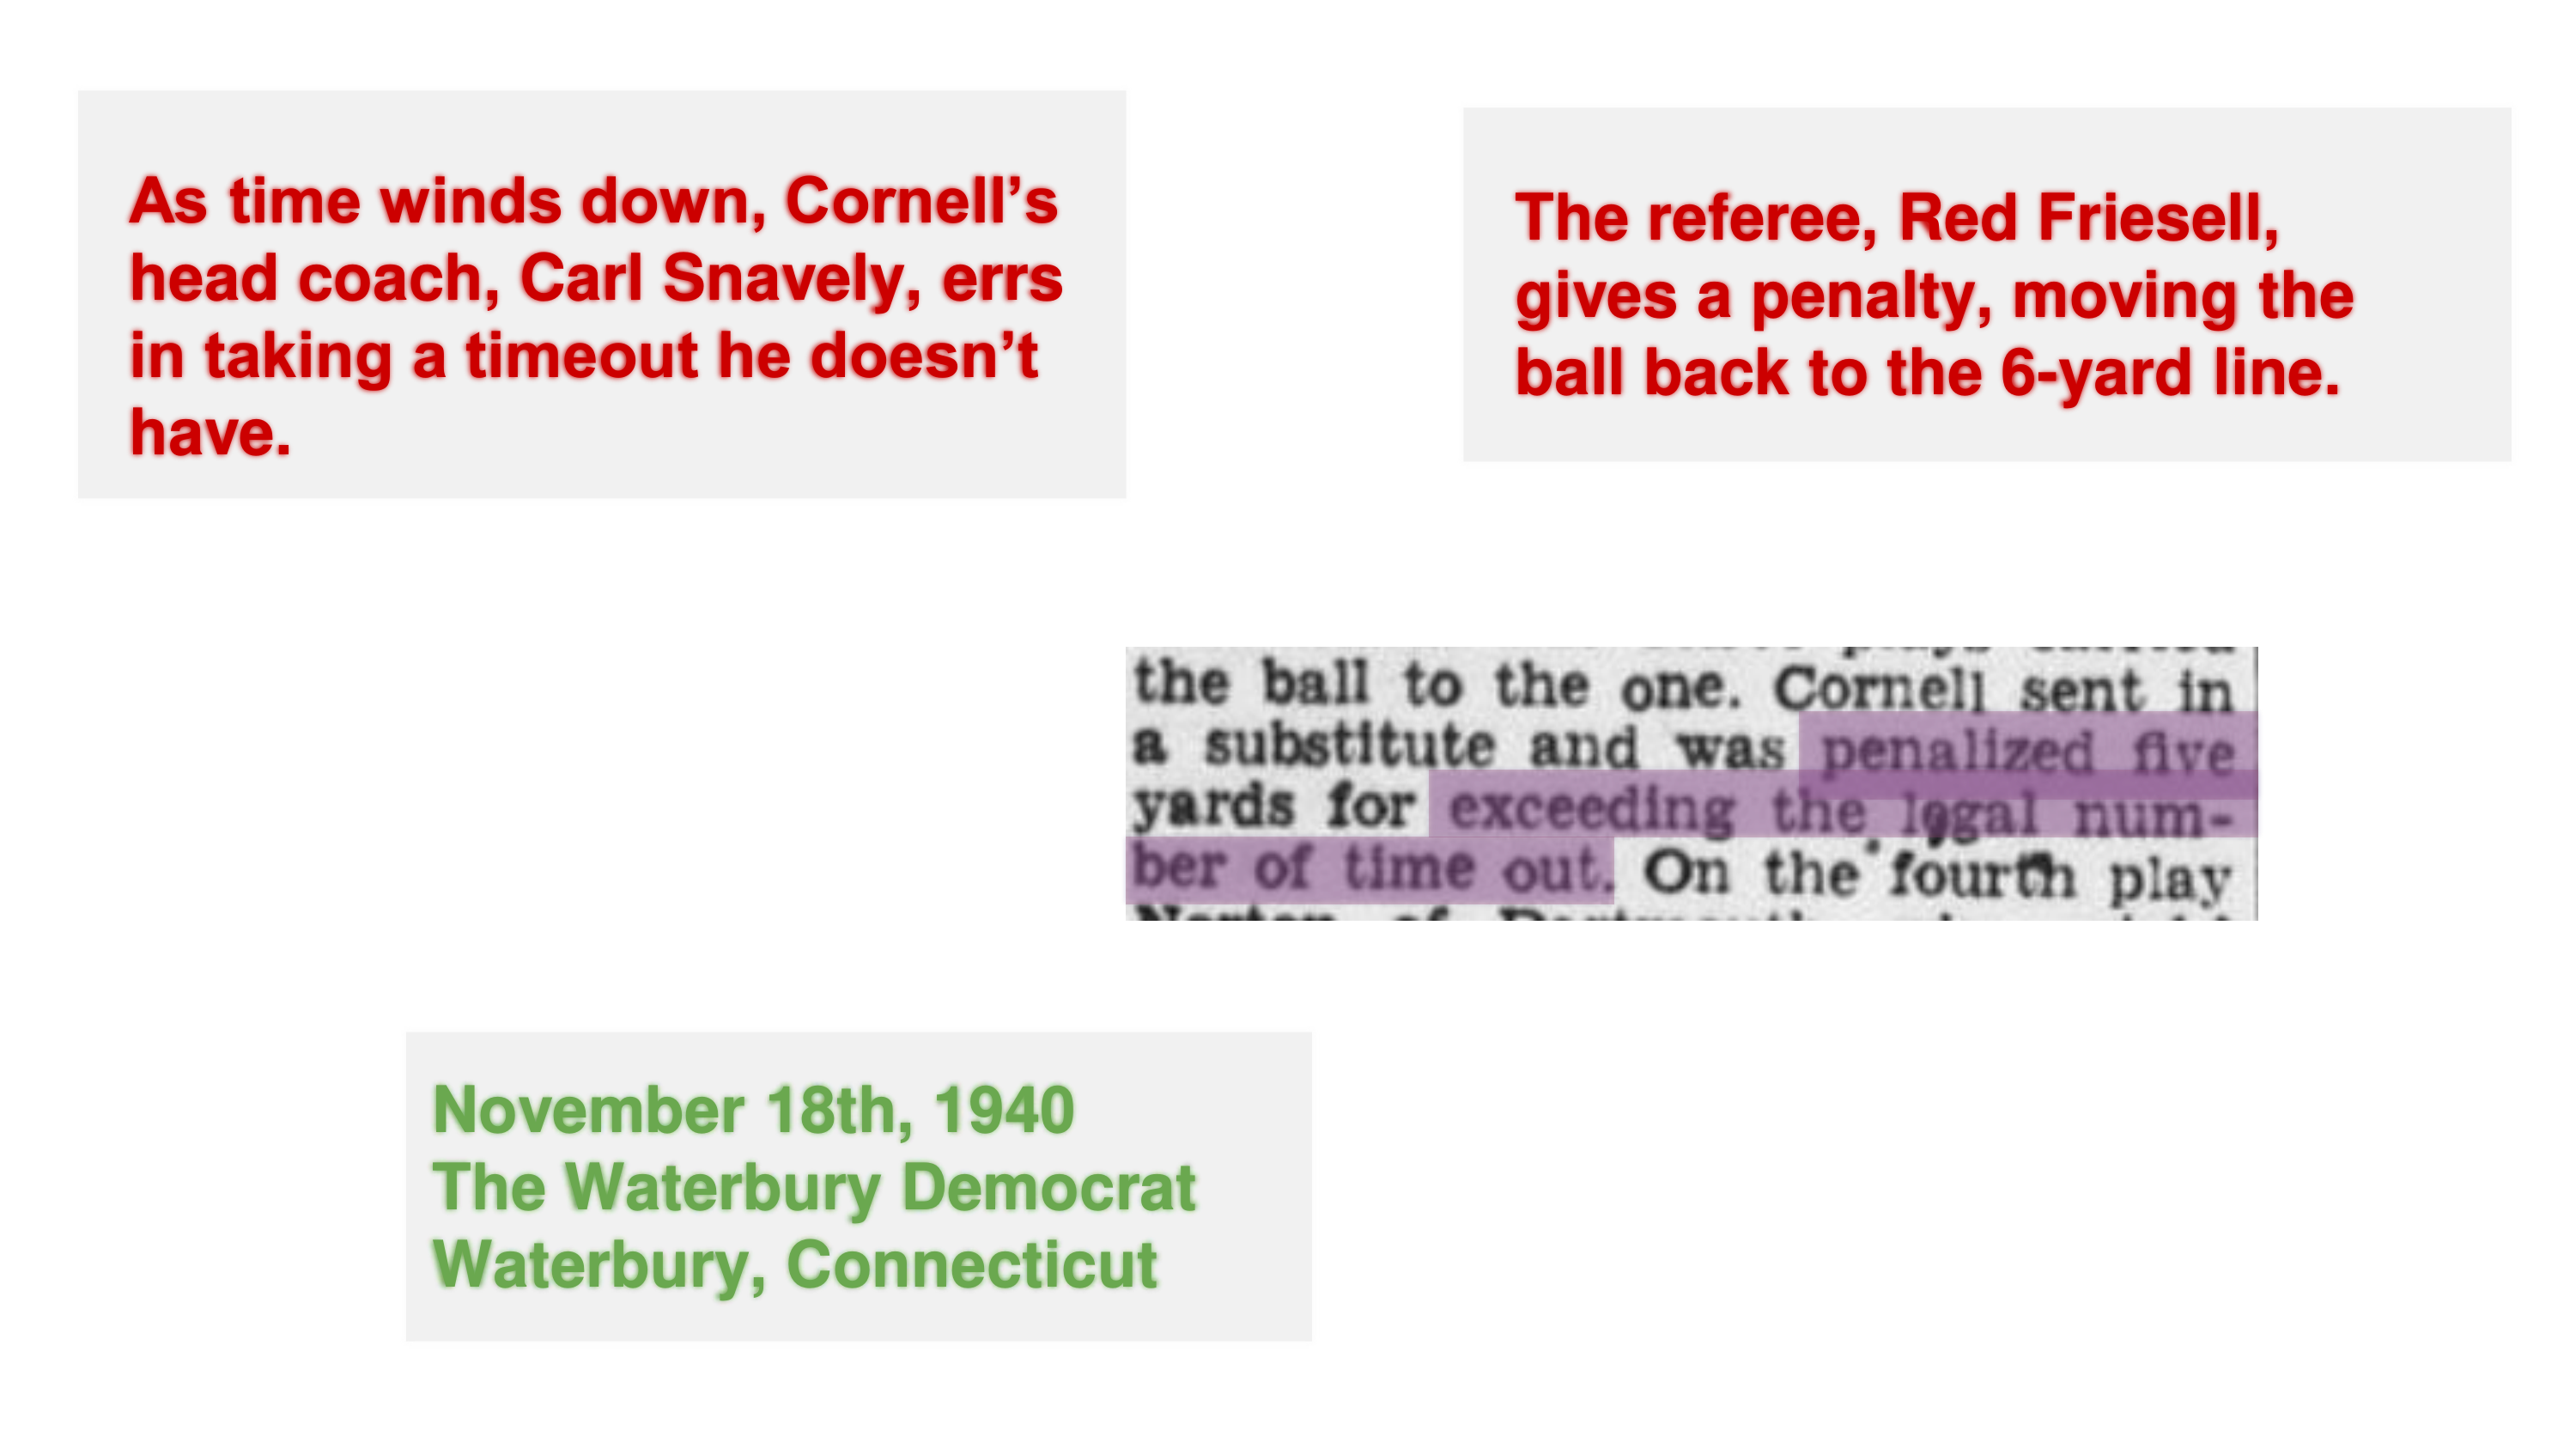 As time winds down, Cornell’s
head coach, Carl Snavely, errs
in taking a timeout he doesn’t
have.
The referee, Red Friesell,
gives a penalty, moving the
ball back to the 6-yard line.
the ball to the one. Cornell sent in
a substitute and was penalized five
yards for exceeding the legal num-
ber of time out. On the fourth play
November 18th, 1940
The Waterbury Democrat
Waterbury, Connecticut